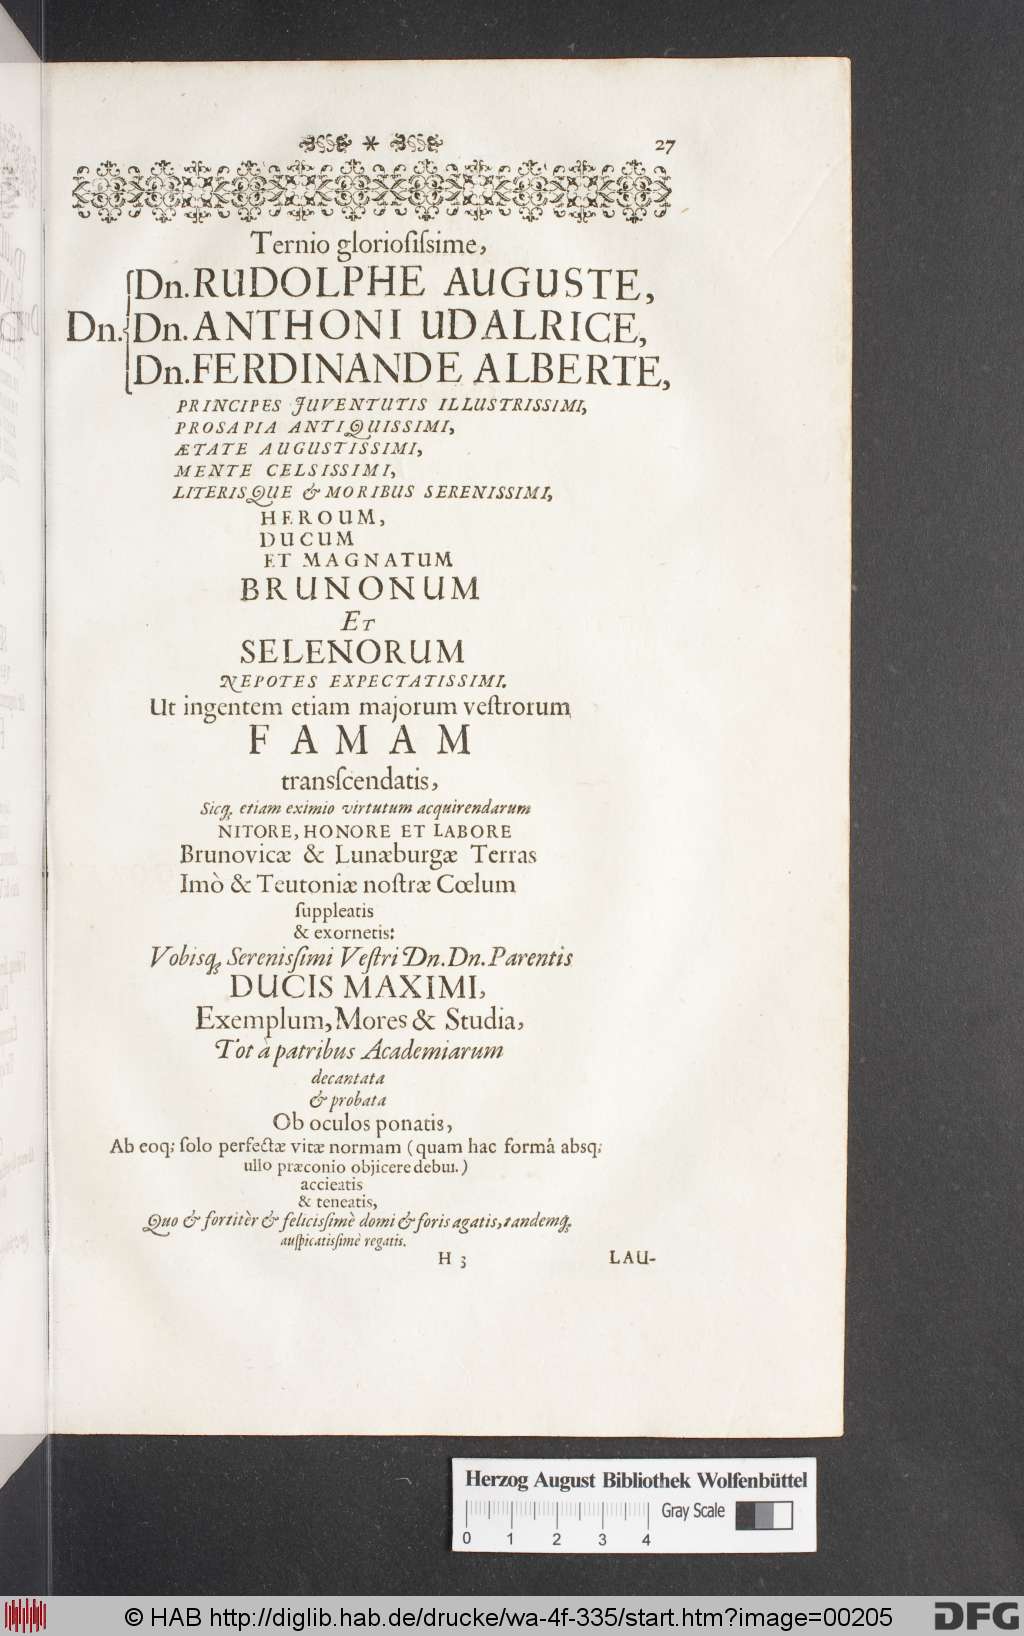 27
Ternio gloriosissime,
Dn. RUDOLPHE AUGUSTE,
Dn. Dn. ANTHONI UDALRICE,
Dn. FERDINANDE ALBERTE,
PRINCIPES JUVENTUTIS ILLUSTRISSIMI,
PROSAPIA ANTIQUISSIMI,
ÆTATE AUGUSTISSIMI,
MENTE CELSISSIMI,
LITERISQUE & MORIBUS SERENISSIMI,
HEROUM,
DUCUM
ET MAGNATUM
BRUNONUM
ET
SELENORUM
NEPOTES EXPECTATISSIMI.
Ut ingentem etiam majorum vestrorum
FAMAM
transcendatis,
Sicq; etiam eximio virtutum acquirendarum
NITORE, HONORE ET LABORE
Brunovicæ & Lunæburgæ Terras
Imò & Teutoniæ nostræ Cœlum
suppleatis
& exornetis:
Vobisq; Serenissimi Vestri Dn. Dn. Parentis
DUCIS MAXIMI,
Exemplum, Mores & Studia,
Tot à patribus Academiarum
decantata
& probata
Ob oculos ponatis,
Ab eoq; solo perfectæ vitæ normam (quam hac formâ absq;
ullo præconio objicere debui.)
accieatis
& teneatis,
Quo & fortitèr & felicissimè domi & foris agatis, tandemq;
auspicatissimè regatis.
H 3 LAU-
Herzog August Bibliothek Wolfenbüttel
Gray Scale
0 1 2 3 4
© HAB http://diglib.hab.de/drucke/wa-4f-335/start.htm?image=00205
DFG